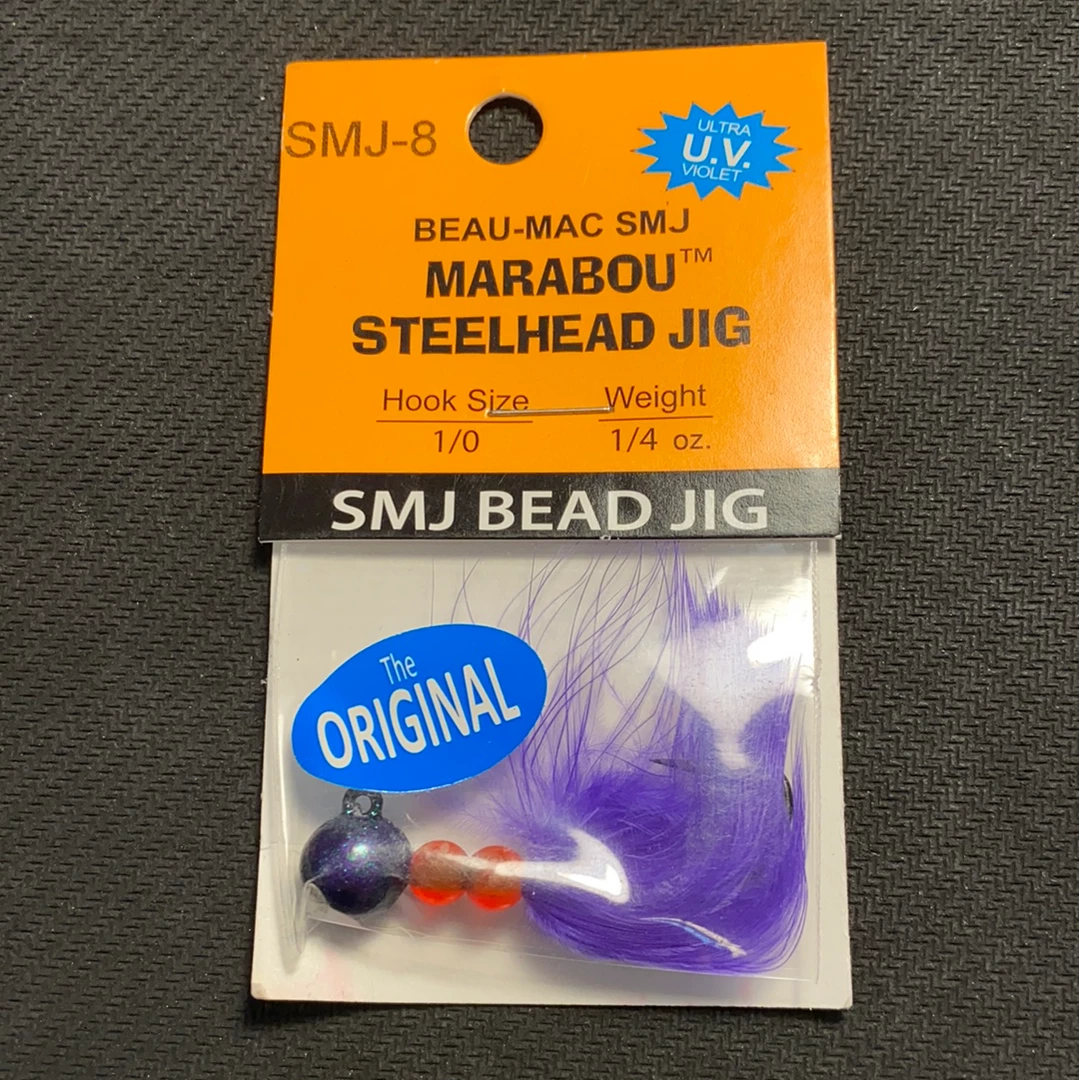 SMJ-8
ULTRA
U.V.
VIOLET
BEAU-MAC SMJ
MARABOU™
STEELHEAD JIG
Hook Size Weight
1/0 1/4 oz.
SMJ BEAD JIG
The
ORIGINAL